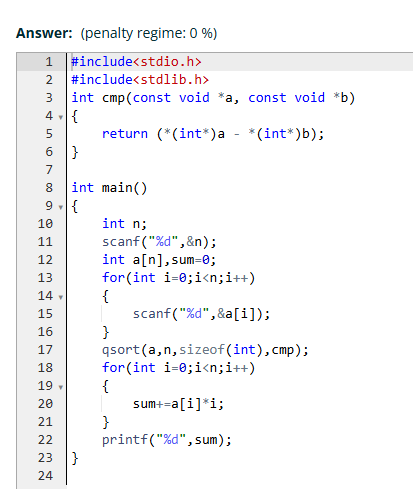 Answer: (penalty regime: 0 %)
1 #include<stdio.h>
2 #include<stdlib.h>
3 int cmp(const void *a, const void *b)
4 {
5     return (*(int*)a - *(int*)b);
6 }
7
8 int main()
9 {
10     int n;
11     scanf("%d",&n);
12     int a[n],sum=0;
13     for(int i=0;i<n;i++)
14     {
15         scanf("%d",&a[i]);
16     }
17     qsort(a,n,sizeof(int),cmp);
18     for(int i=0;i<n;i++)
19     {
20         sum+=a[i]*i;
21     }
22     printf("%d",sum);
23 }
24